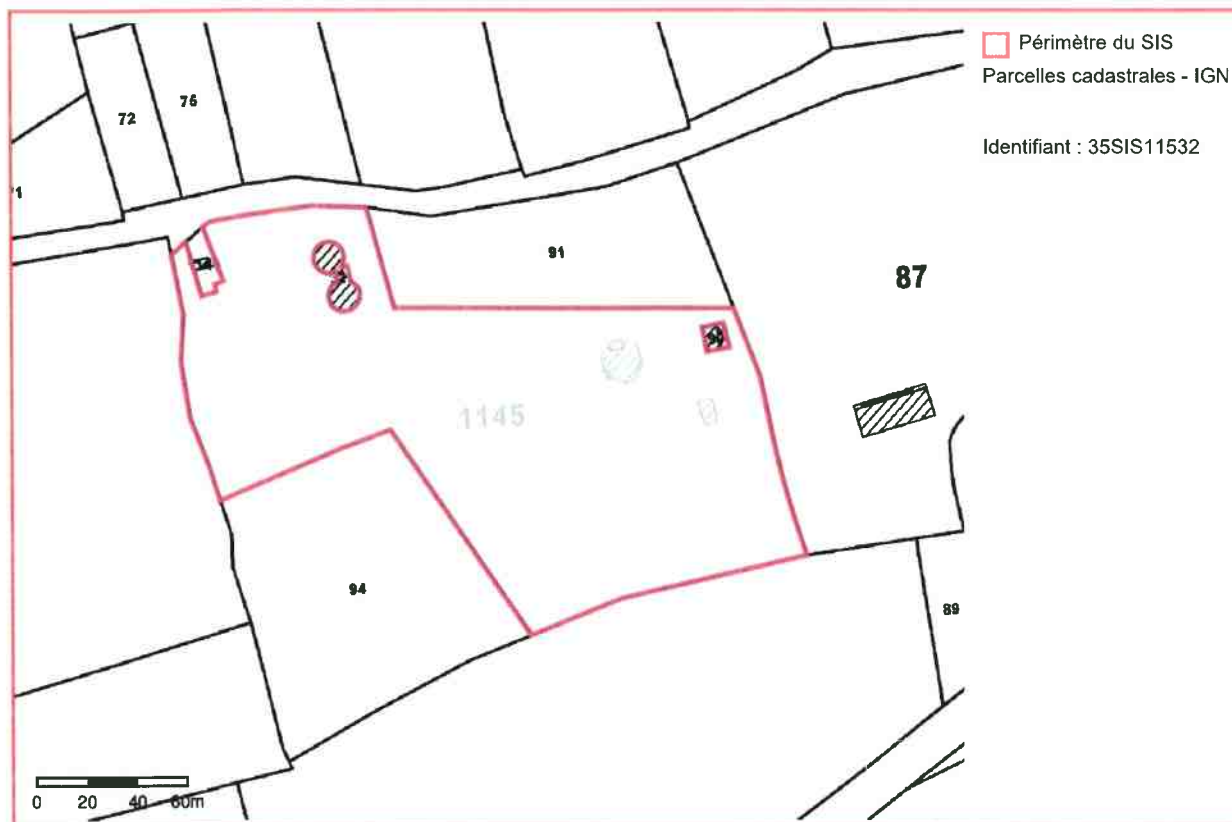 Périmètre du SIS
Parcelles cadastrales - IGN
Identifiant : 35SIS11532
75
72
71
91
87
1145
94
89
0 20 40 60m